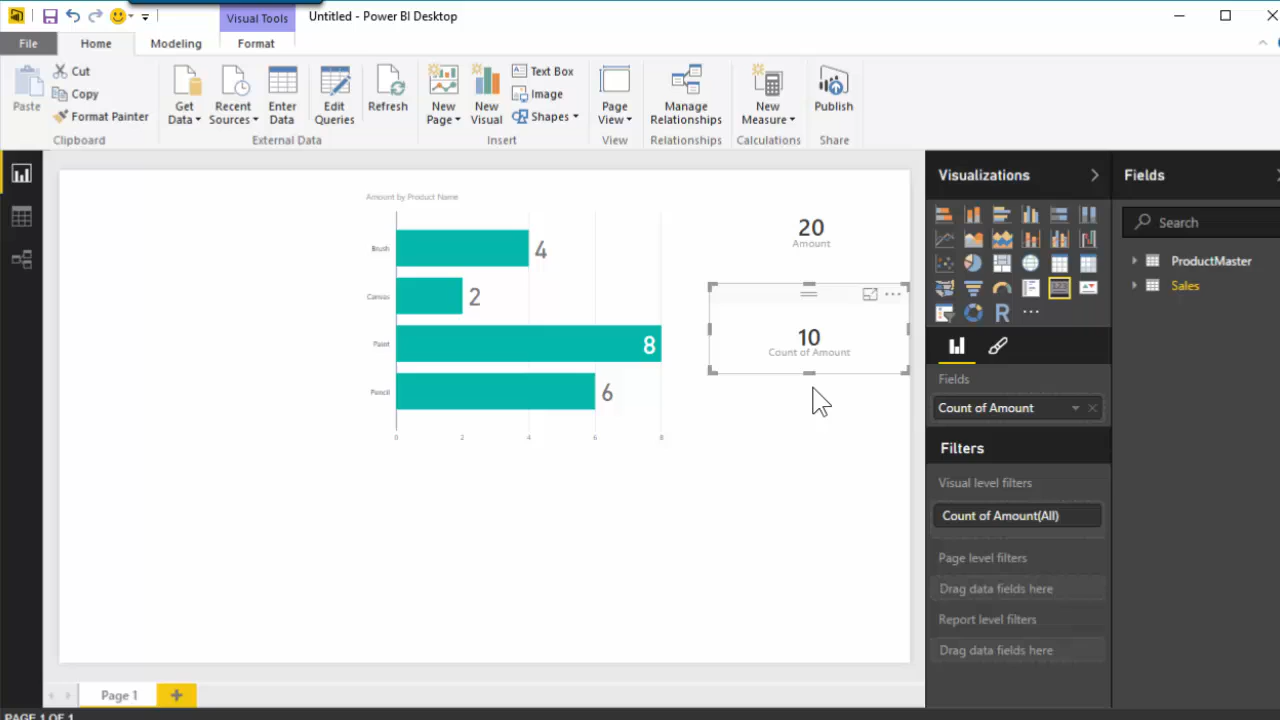 Visual Tools
Untitled - Power BI Desktop
File
Home
Modeling
Format
Paste
Cut
Copy
Format Painter
Clipboard
Get Data
Recent Sources
Enter Data
External Data
Edit Queries
Refresh
New Page
New Visual
Text Box
Image
Shapes
Insert
Page View
View
Manage Relationships
Relationships
New Measure
Calculations
Publish
Share
Amount by Product Name
Brush
4
Canvas
2
Paint
8
Pencil
6
0 2 4 6 8
20
Amount
10
Count of Amount
Visualizations
R
Fields
Count of Amount
Filters
Visual level filters
Count of Amount(All)
Page level filters
Drag data fields here
Report level filters
Drag data fields here
Fields
Search
ProductMaster
Sales
Page 1
PAGE 1 OF 1